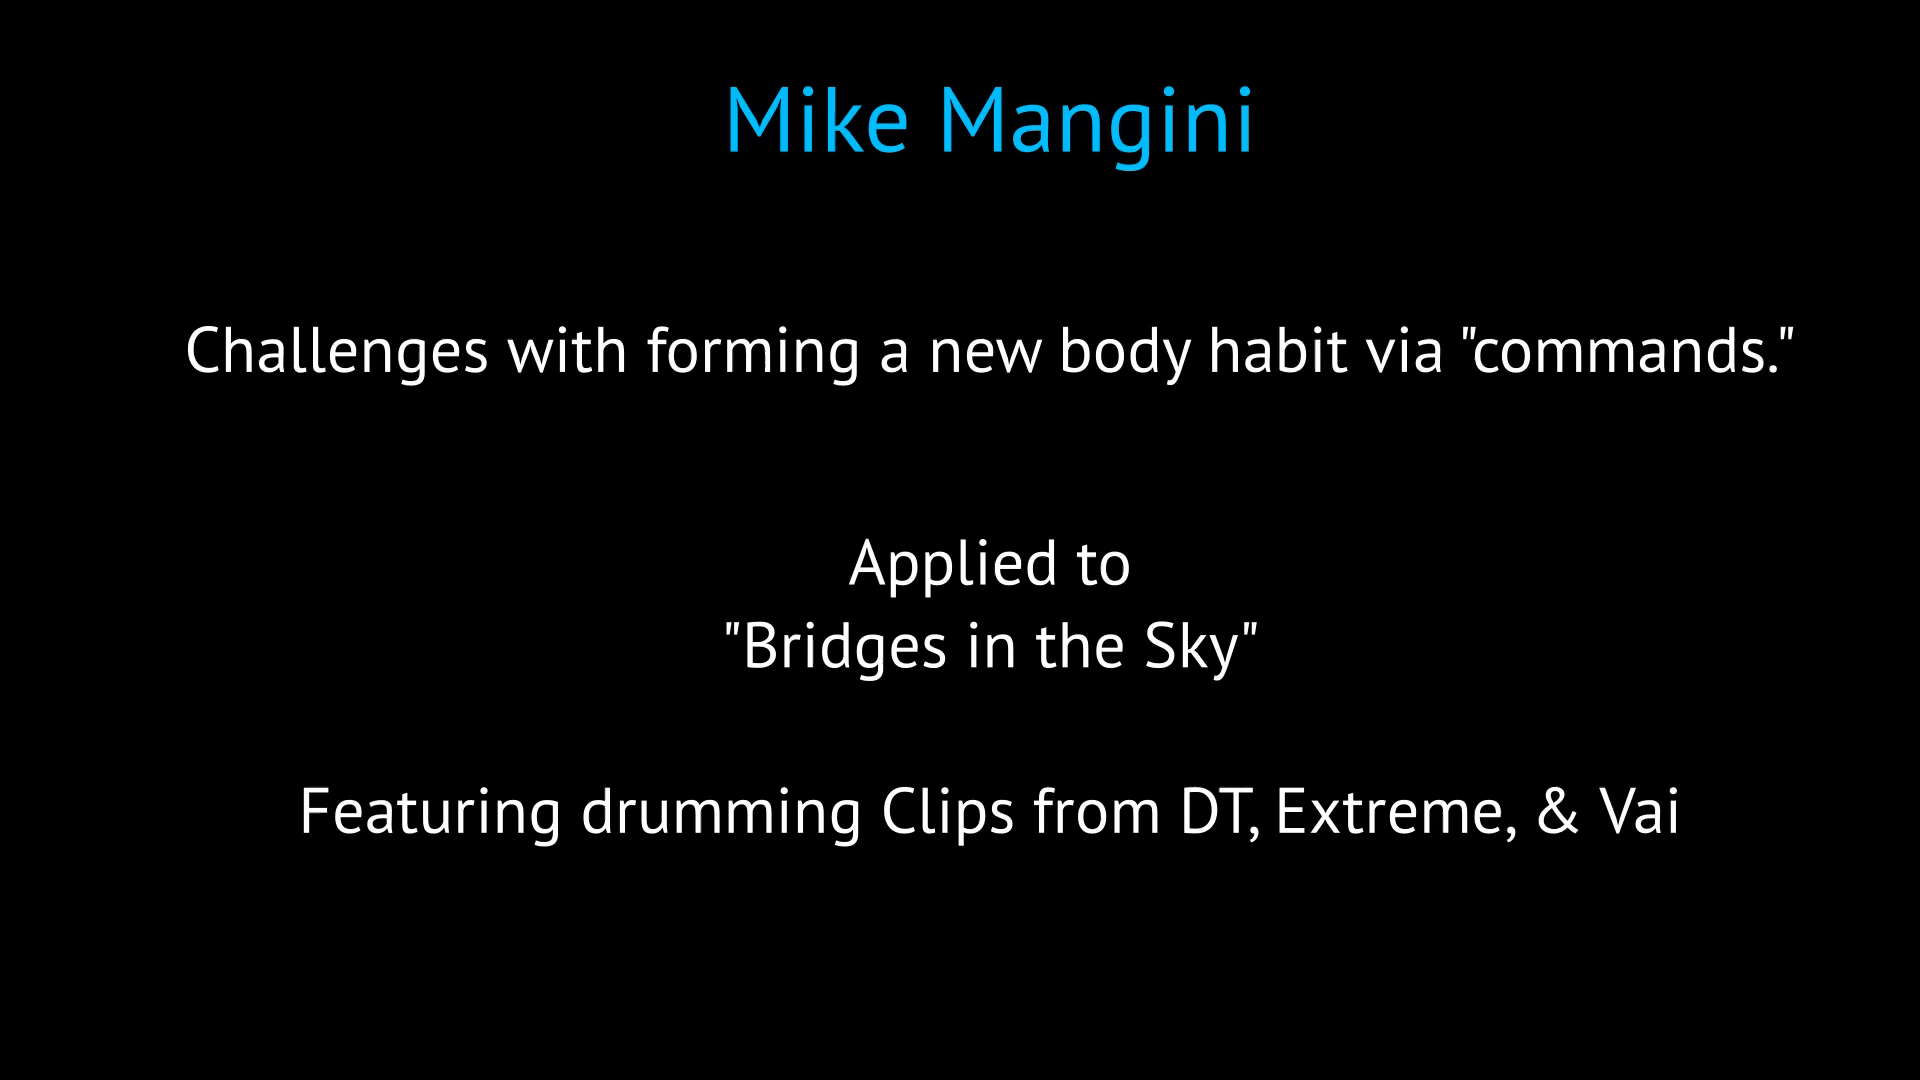 Mike Mangini
Challenges with forming a new body habit via "commands."
Applied to
"Bridges in the Sky"
Featuring drumming Clips from DT, Extreme, & Vai